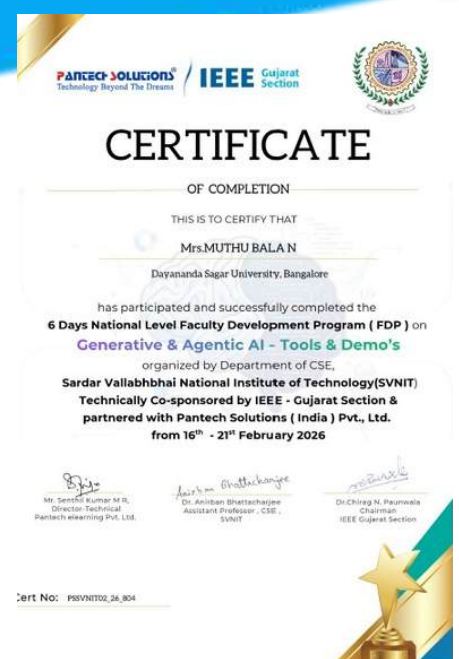 PANTECH SOLUTIONS®
Technology Beyond The Dreams
IEEE Gujarat Section
CERTIFICATE
OF COMPLETION
THIS IS TO CERTIFY THAT
Mrs.MUTHU BALA N
Dayananda Sagar University, Bangalore
has participated and successfully completed the
6 Days National Level Faculty Development Program ( FDP ) on
Generative & Agentic AI - Tools & Demo's
organized by Department of CSE,
Sardar Vallabhbhai National Institute of Technology(SVNIT)
Technically Co-sponsored by IEEE - Gujarat Section &
partnered with Pantech Solutions ( India ) Pvt., Ltd.
from 16th - 21st February 2026
Anirban Bhattacharjee
Mr. Senthil Kumar M R,
Director-Technical
Pantech elearning Pvt. Ltd.
Dr. Aniban Bhattacharjee
Assistant Professor , CSE ,
SVNIT
Dr.Chirag N. Paunwala
Chairman
IEEE Gujarat Section
Cert No: PSSVNIT02_26_804